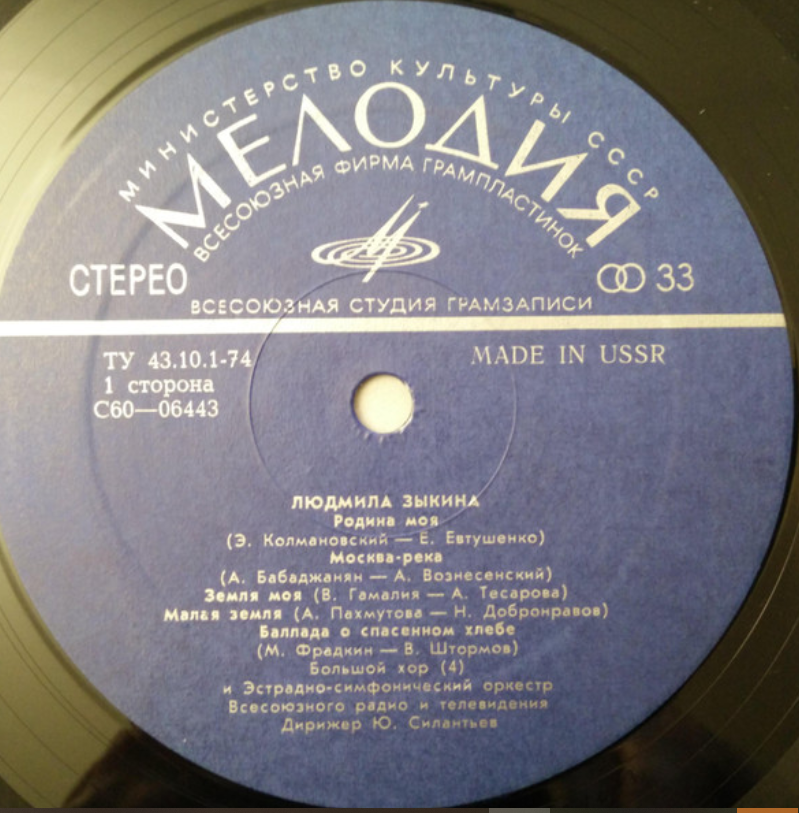 МИНИСТЕРСТВО КУЛЬТУРЫ СССР
МЕЛОДИЯ
ВСЕСОЮЗНАЯ ФИРМА ГРАМПЛАСТИНОК
СТЕРЕО
33
ВСЕСОЮЗНАЯ СТУДИЯ ГРАМЗАПИСИ
ТУ 43.10.1-74
MADE IN USSR
1 сторона
С60—06443
ЛЮДМИЛА ЗЫКИНА
Родина моя
(Э. Колмановский — Е. Евтушенко)
Москва-река
(А. Бабаджанян — А. Вознесенский)
Земля моя (В. Гамалия — А. Тесарова)
Малая земля (А. Пахмутова — Н. Добронравов)
Баллада о спасенном хлебе
(М. Фрадкин — В. Штормов)
Большой хор (4)
и Эстрадно-симфонический оркестр
Всесоюзного радио и телевидения
Дирижер Ю. Силантьев